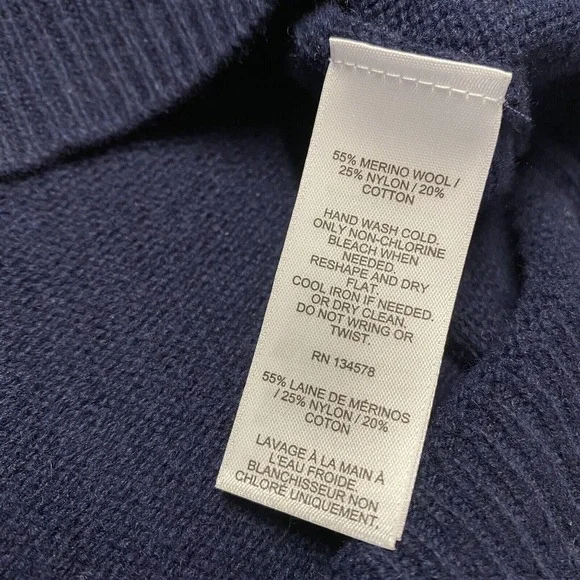 55% MERINO WOOL /
25% NYLON / 20%
COTTON
HAND WASH COLD.
ONLY NON-CHLORINE
BLEACH WHEN
NEEDED.
RESHAPE AND DRY
FLAT.
COOL IRON IF NEEDED.
OR DRY CLEAN.
DO NOT WRING OR
TWIST.
RN 134578
55% LAINE DE MÉRINOS
/ 25% NYLON / 20%
COTON
LAVAGE À LA MAIN À
L'EAU FROIDE.
BLANCHISSEUR NON
CHLORÉ UNIQUEMENT.